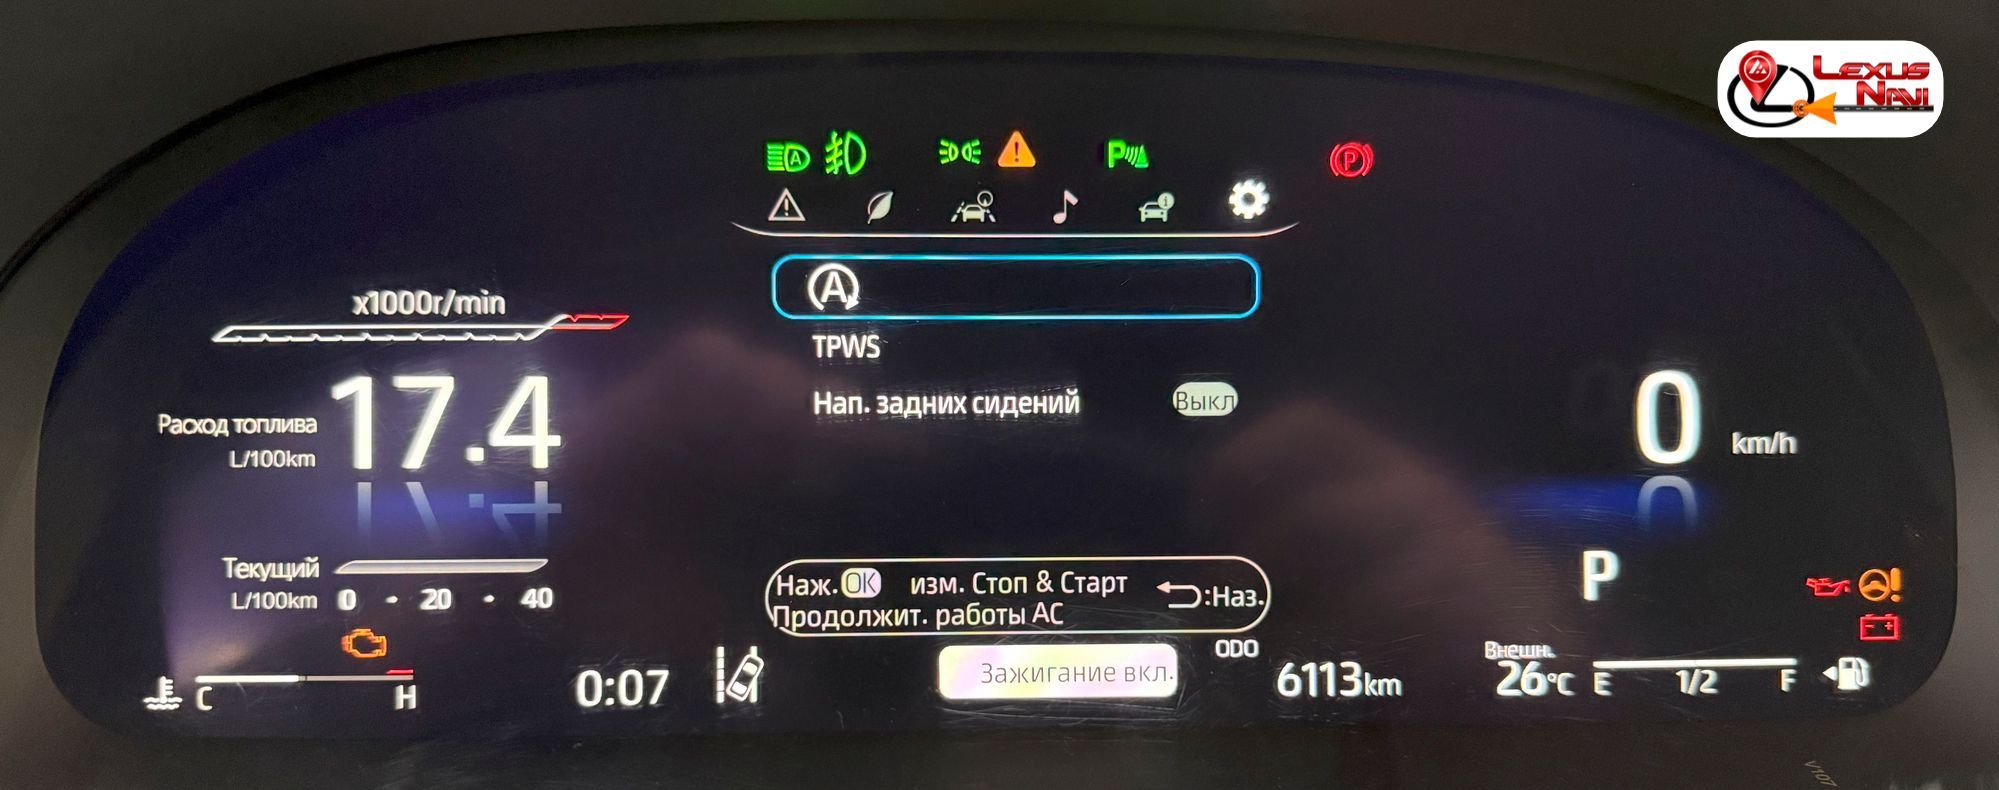 LEXUS
NAVI
A
P
P
A
x1000r/min
TPWS
Нап. задних сидений
Выкл
17.4
Расход топлива
L/100km
0
km/h
Текущий
L/100km
0 - 20 - 40
Наж. OK изм. Стоп & Старт
:Наз.
Продолжит. работы AC
P
C
H
0:07
Зажигание вкл.
ODO
6113km
Внешн.
26°C
E
1/2
F